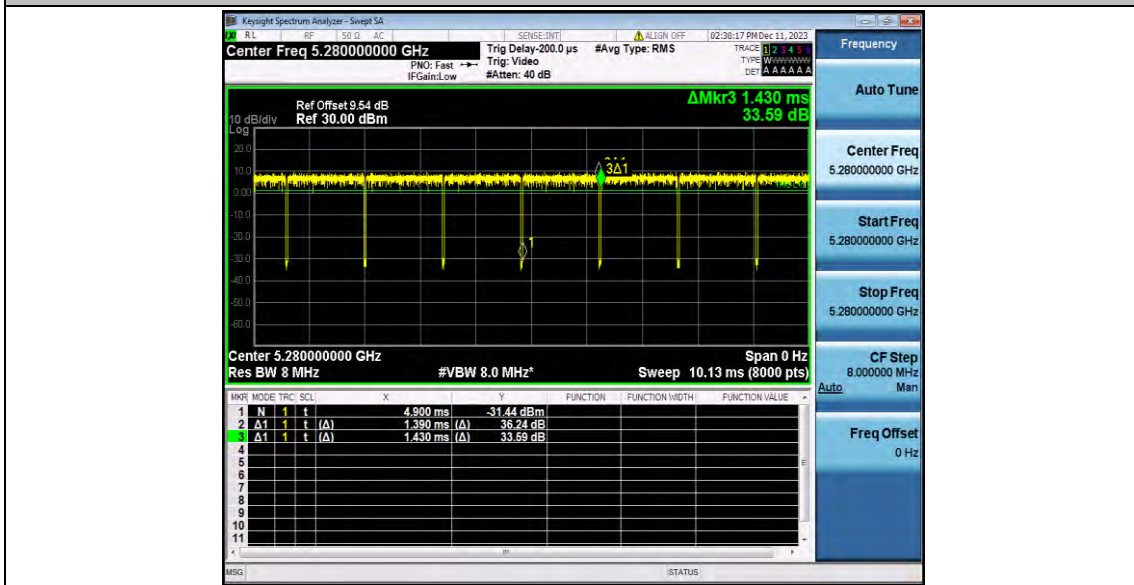 Keysight Spectrum Analyzer - Swept SA
RL RF 50 Ω AC SENSE:INT ALIGN OFF 02:30:17 PM Dec 11, 2023
Center Freq 5.280000000 GHz
PNO: Fast
IFGain:Low
Trig Delay-200.0 µs
Trig: Video
#Atten: 40 dB
#Avg Type: RMS
TRACE 1 2 3 4 5 6
TYPE W
DET A A A A A A
ΔMkr3 1.430 ms
33.59 dB
10 dB/div
Log
Ref Offset 9.54 dB
Ref 30.00 dBm
20.0
10.0
0.00
-10.0
-20.0
-30.0
-40.0
-50.0
-60.0
3Δ1
1
Center 5.280000000 GHz Span 0 Hz
Res BW 8 MHz #VBW 8.0 MHz* Sweep 10.13 ms (8000 pts)
MKR MODE TRC SCL X Y FUNCTION FUNCTION WIDTH FUNCTION VALUE
1 N 1 t 4.900 ms -31.44 dBm
2 Δ1 1 t (Δ) 1.390 ms (Δ) 36.24 dB
3 Δ1 1 t (Δ) 1.430 ms (Δ) 33.59 dB
4
5
6
7
8
9
10
11
MSG STATUS
Frequency
Auto Tune
Center Freq
5.280000000 GHz
Start Freq
5.280000000 GHz
Stop Freq
5.280000000 GHz
CF Step
8.000000 MHz
Auto Man
Freq Offset
0 Hz